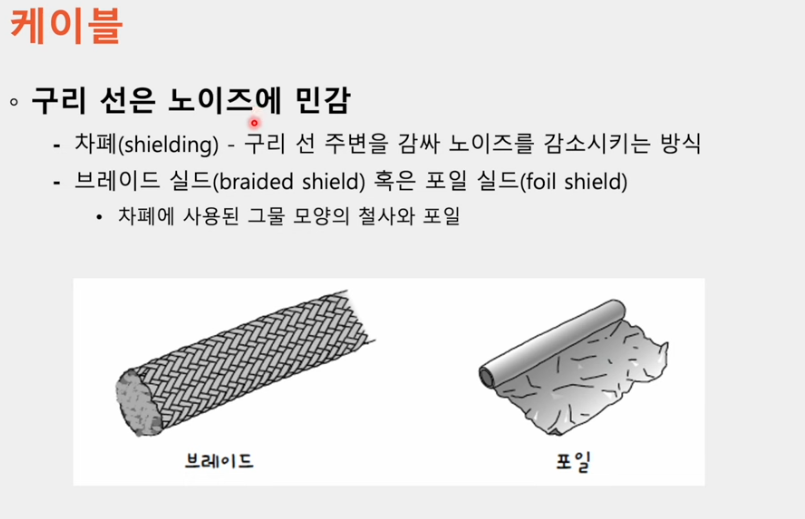 케이블
구리 선은 노이즈에 민감
- 차폐(shielding) - 구리 선 주변을 감싸 노이즈를 감소시키는 방식
- 브레이드 실드(braided shield) 혹은 포일 실드(foil shield)
• 차폐에 사용된 그물 모양의 철사와 포일
브레이드
포일